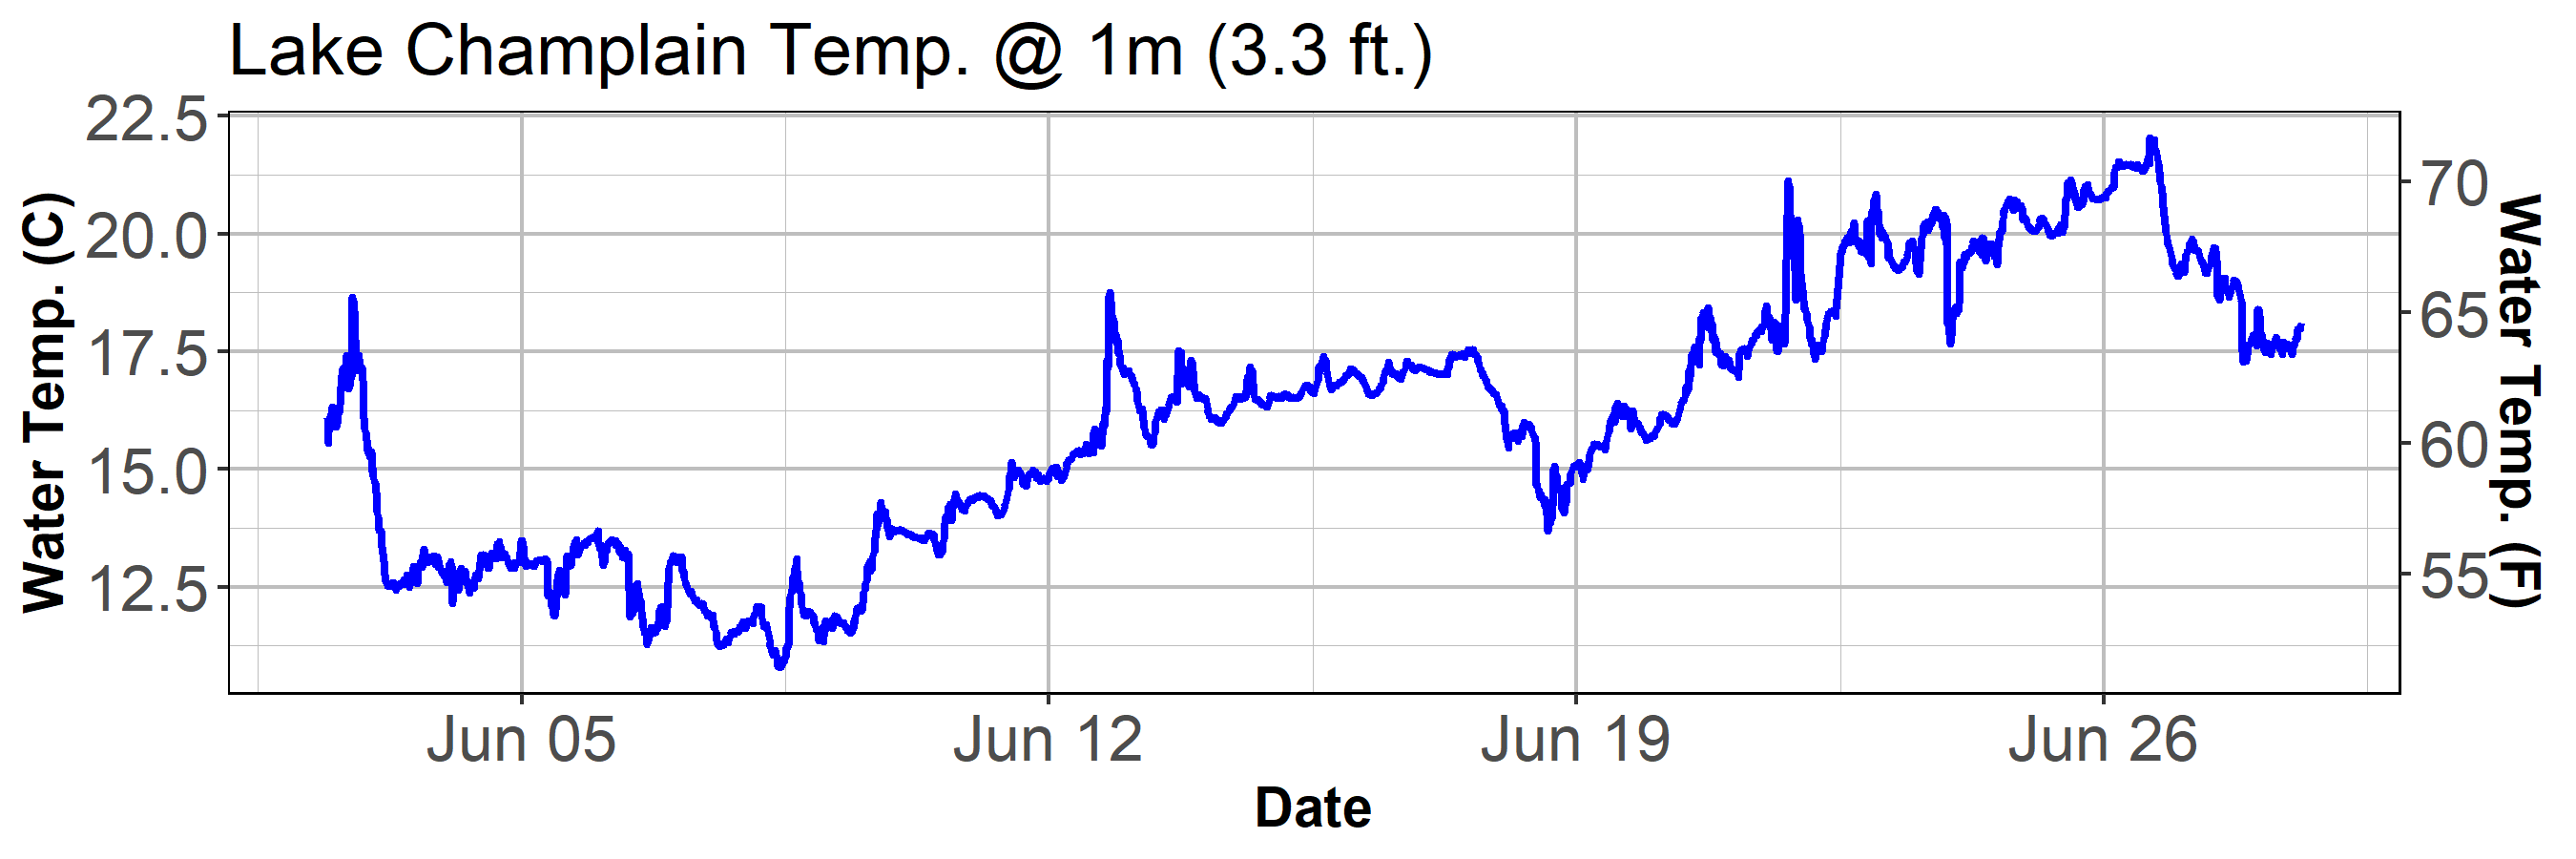 Lake Champlain Temp. @ 1m (3.3 ft.)
Water Temp. (C)
22.5
20.0
17.5
15.0
12.5
70
65
60
55
Water Temp. (F)
Jun 05 Jun 12 Jun 19 Jun 26
Date